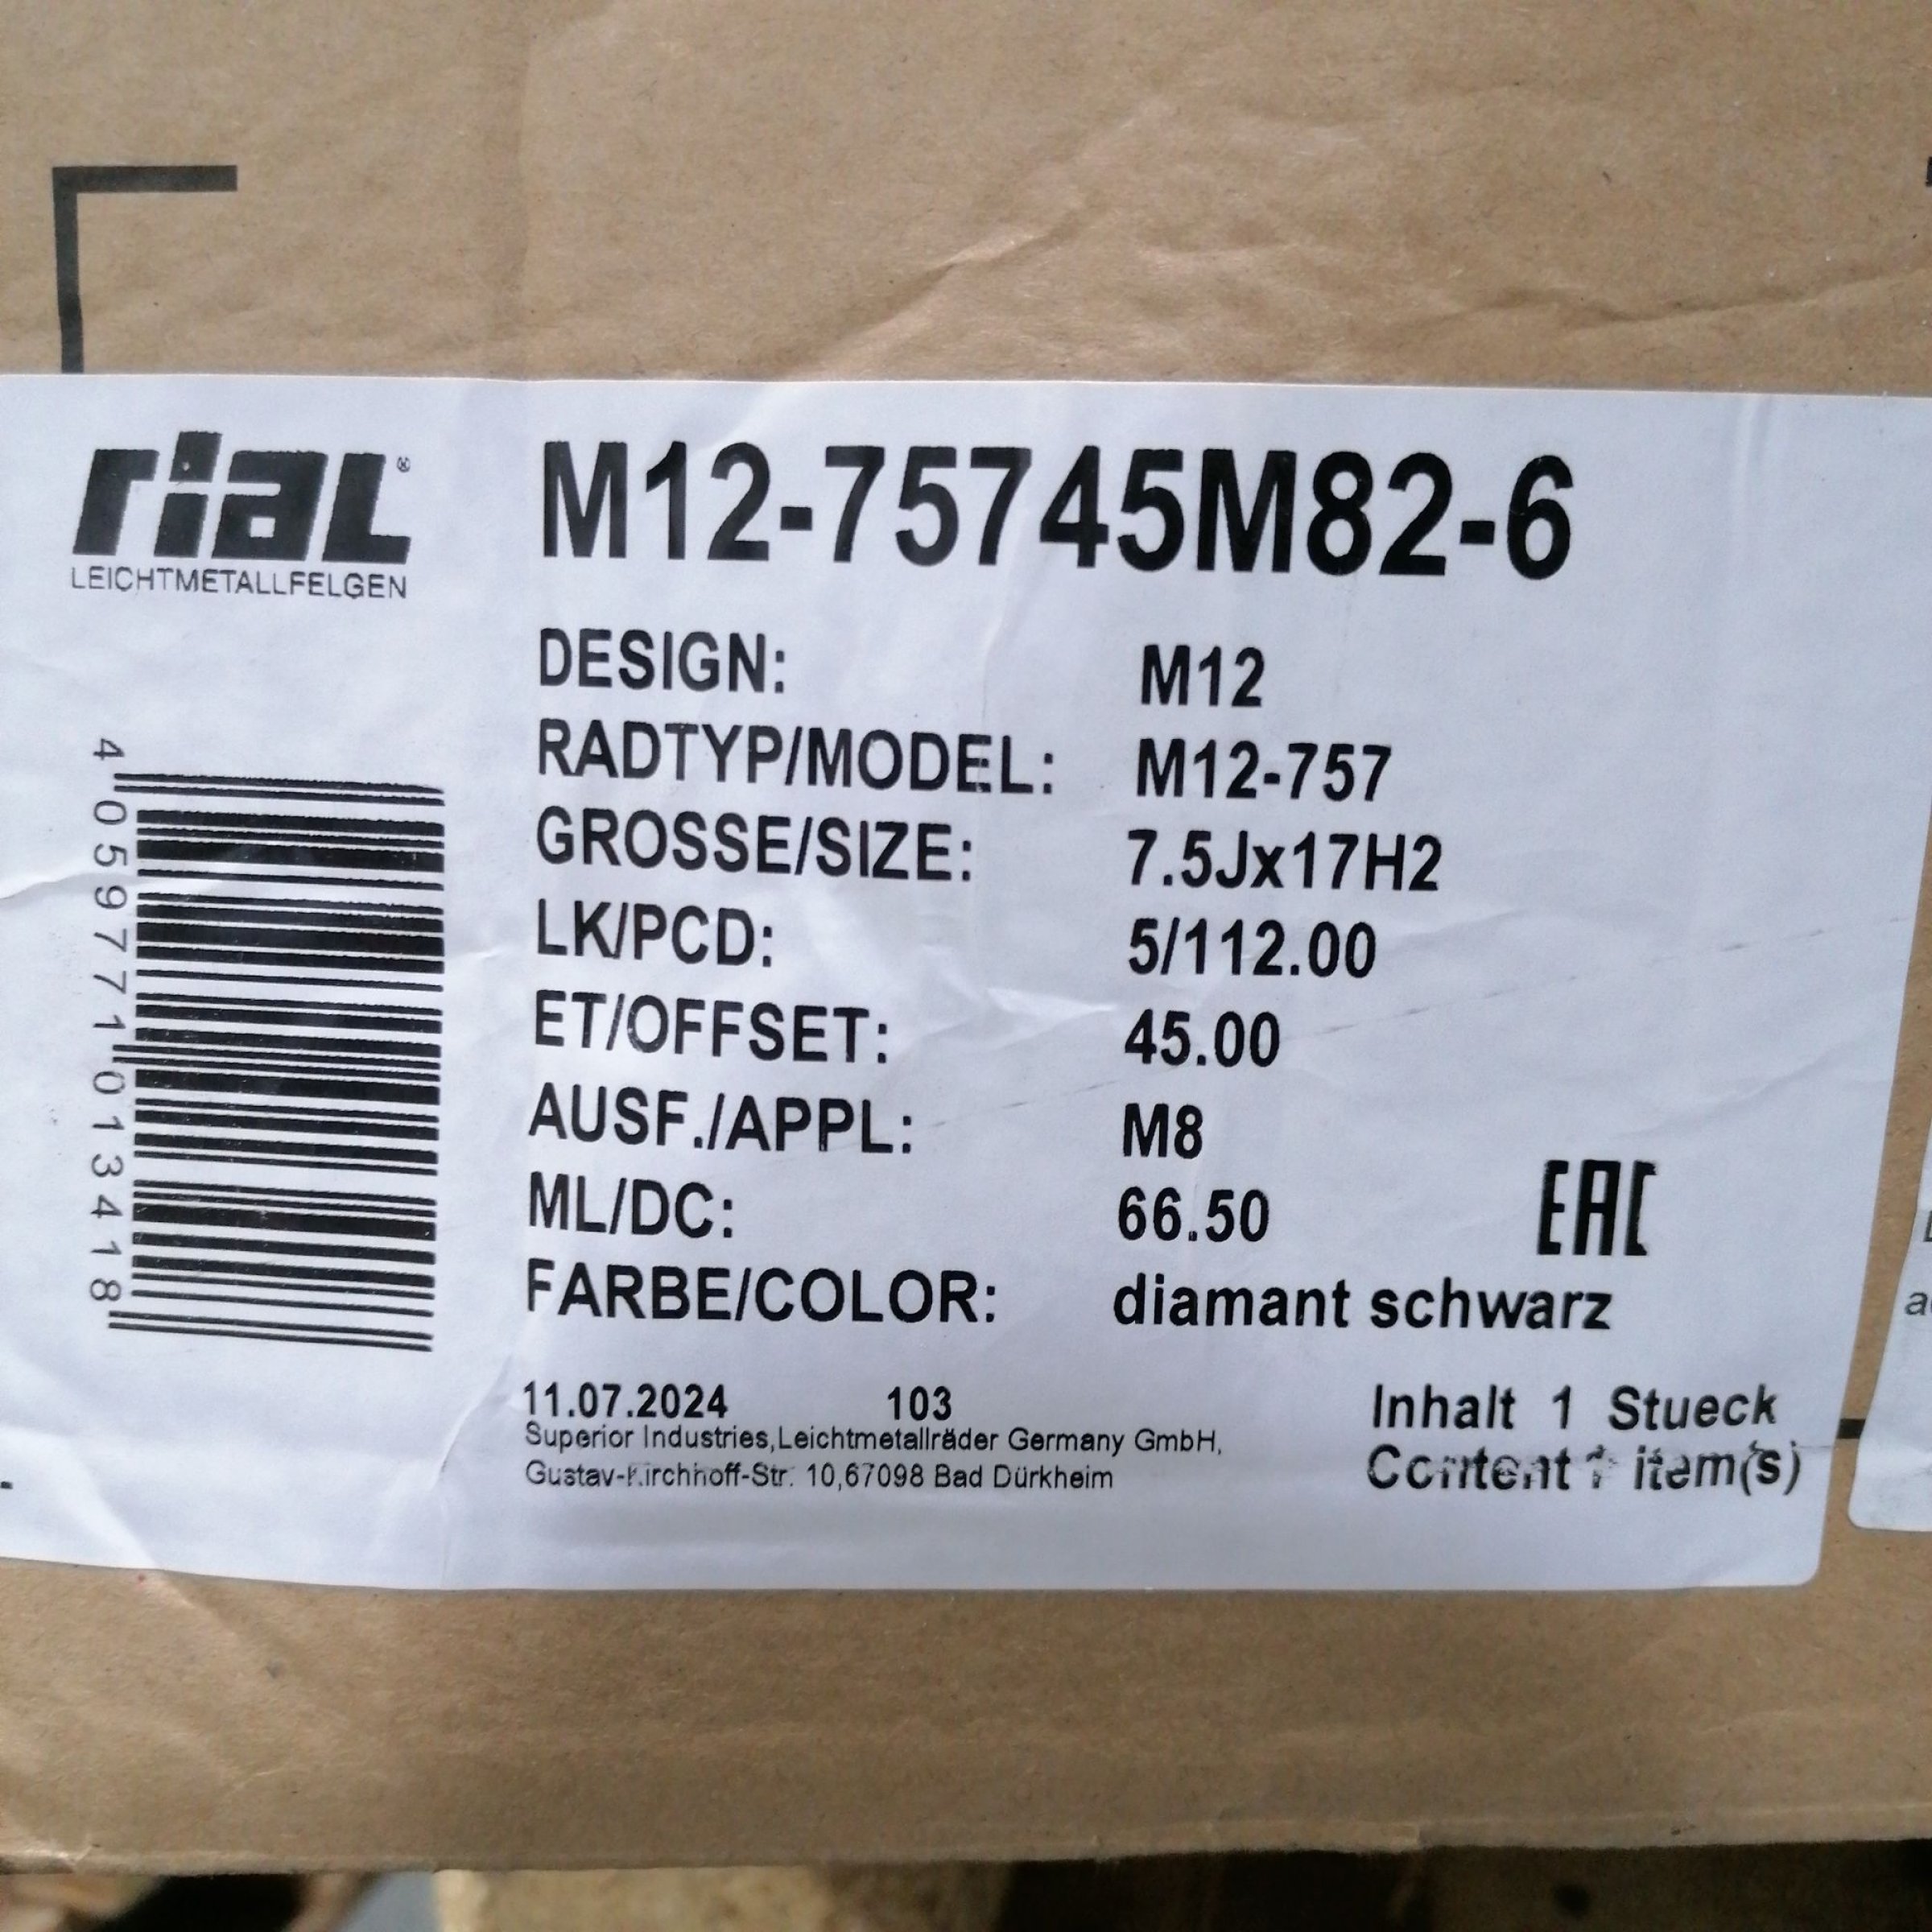 rial®
LEICHTMETALLFELGEN
M12-75745M82-6
DESIGN: M12
RADTYP/MODEL: M12-757
GROSSE/SIZE: 7.5Jx17H2
LK/PCD: 5/112.00
ET/OFFSET: 45.00
AUSF./APPL: M8
ML/DC: 66.50
EAC
FARBE/COLOR: diamant schwarz
4 059771 013418
11.07.2024 103
Superior Industries,Leichtmetallräder Germany GmbH,
Gustav-Kirchhoff-Str. 10,67098 Bad Dürkheim
Inhalt 1 Stueck
Content 1 item(s)